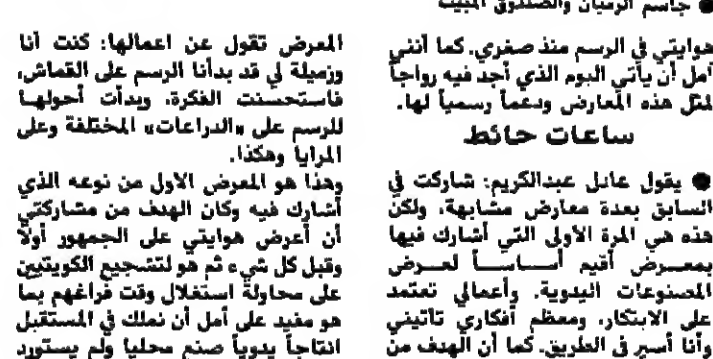 ● جاسم الرميان والصندوق المبيت
هوايتي في الرسم منذ صغري. كما أنني
آمل أن يأتي اليوم الذي أجد فيه رواجاً
لمثل هذه المعارض ودعماً رسمياً لها.
ساعات حائط
● يقول عادل عبدالكريم: شاركت في
السابق بعدة معارض مشابهة، ولكن
هذه هي المرة الأولى التي أشارك فيها
بمعرض أقيم أساساً لعرض
المصنوعات اليدوية. وأعمالي تعتمد
على الابتكار، ومعظم أفكاري تأتيني
وأنا أسير في الطريق. كما أن الهدف من
المعرض تقول عن اعمالها: كنت أنا
وزميلة لي قد بدأنا الرسم على القماش،
فاستحسنت الفكرة، وبدأت أحولها
للرسم على «الدراعات» المختلفة وعلى
المرايا وهكذا.
وهذا هو المعرض الاول من نوعه الذي
أشارك فيه وكان الهدف من مشاركتي
أن أعرض هوايتي على الجمهور أولاً
وقبل كل شيء ثم هو لتشجيع الكويتيين
على محاولة استغلال وقت فراغهم بما
هو مفيد على أمل أن نملك في المستقبل
انتاجاً يدوياً صنع محليا ولم يستورد